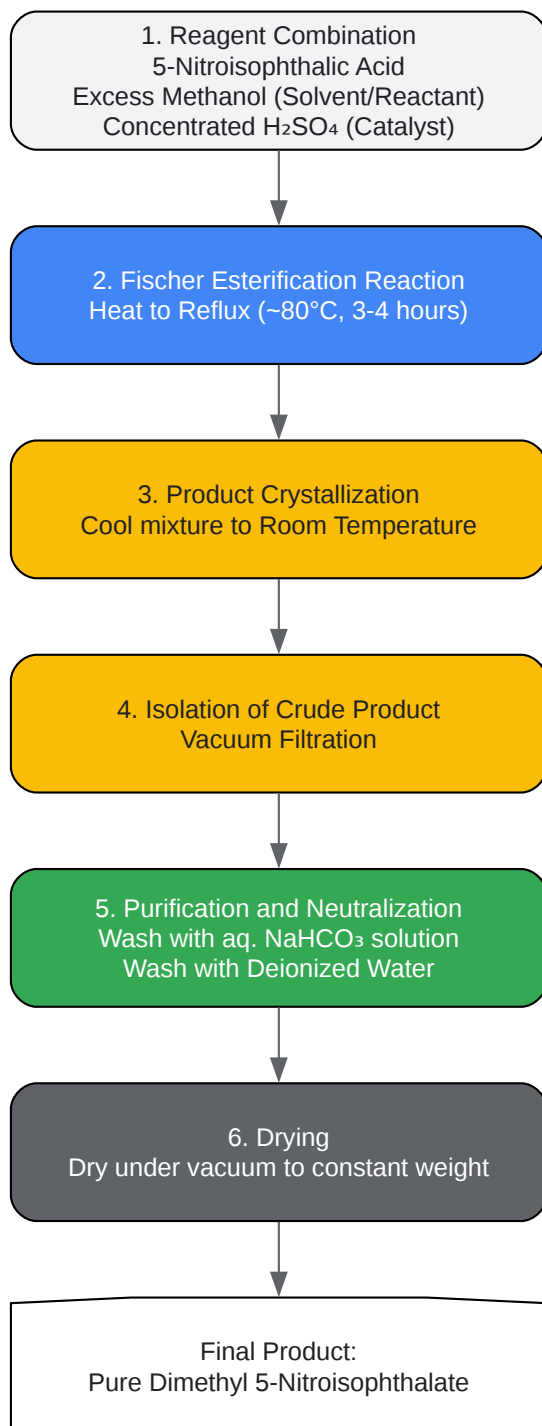 1. Reagent Combination
5-Nitroisophthalic Acid
Excess Methanol (Solvent/Reactant)
Concentrated H₂SO₄ (Catalyst)
2. Fischer Esterification Reaction
Heat to Reflux (~80°C, 3-4 hours)
3. Product Crystallization
Cool mixture to Room Temperature
4. Isolation of Crude Product
Vacuum Filtration
5. Purification and Neutralization
Wash with aq. NaHCO₃ solution
Wash with Deionized Water
6. Drying
Dry under vacuum to constant weight
Final Product:
Pure Dimethyl 5-Nitroisophthalate